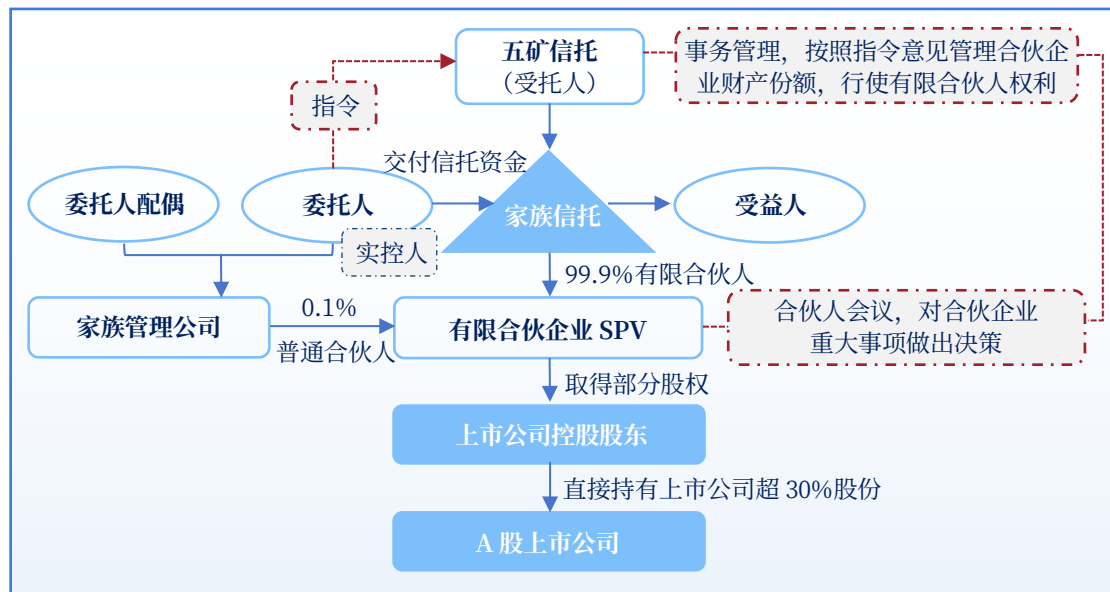 五矿信托
（受托人）
事务管理，按照指令意见管理合伙企
业财产份额，行使有限合伙人权利
指令
交付信托资金
委托人配偶
委托人
家族信托
受益人
实控人
99.9%有限合伙人
家族管理公司
0.1%
普通合伙人
有限合伙企业 SPV
合伙人会议，对合伙企业
重大事项做出决策
取得部分股权
上市公司控股股东
直接持有上市公司超 30%股份
A 股上市公司